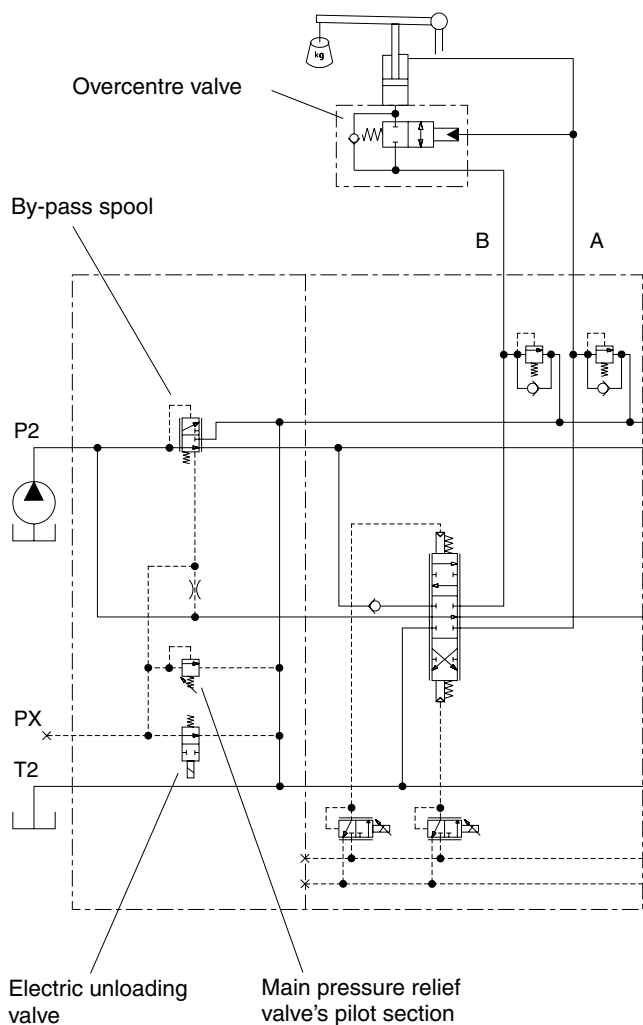 kg
Overcentre valve
By-pass spool
B
A
P2
PX
T2
Electric unloading
valve
Main pressure relief
valve's pilot section